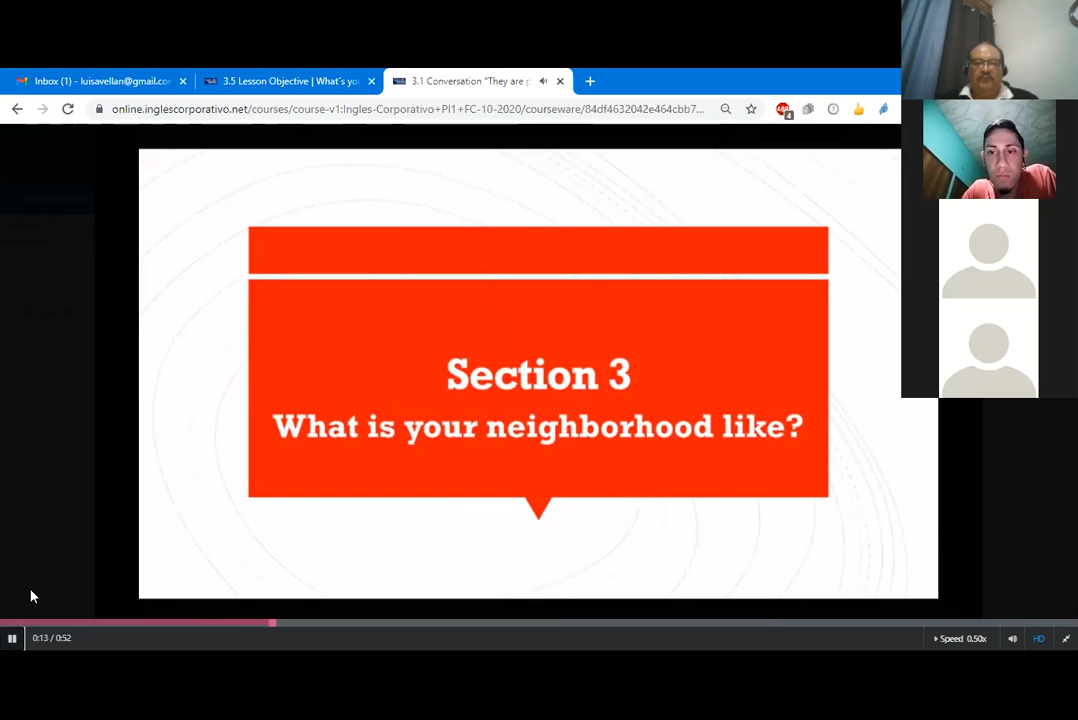 Inbox (1) - luisavellan@gmail.co
3.5 Lesson Objective | What's yo
3.1 Conversation "They are p
online.inglescorporativo.net/courses/course-v1:Ingles-Corporativo+PI1+FC-10-2020/courseware/84df4632042e464cbb7...
4
Section 3
What is your neighborhood like?
0:13 / 0:52
Speed 0.50x
HD